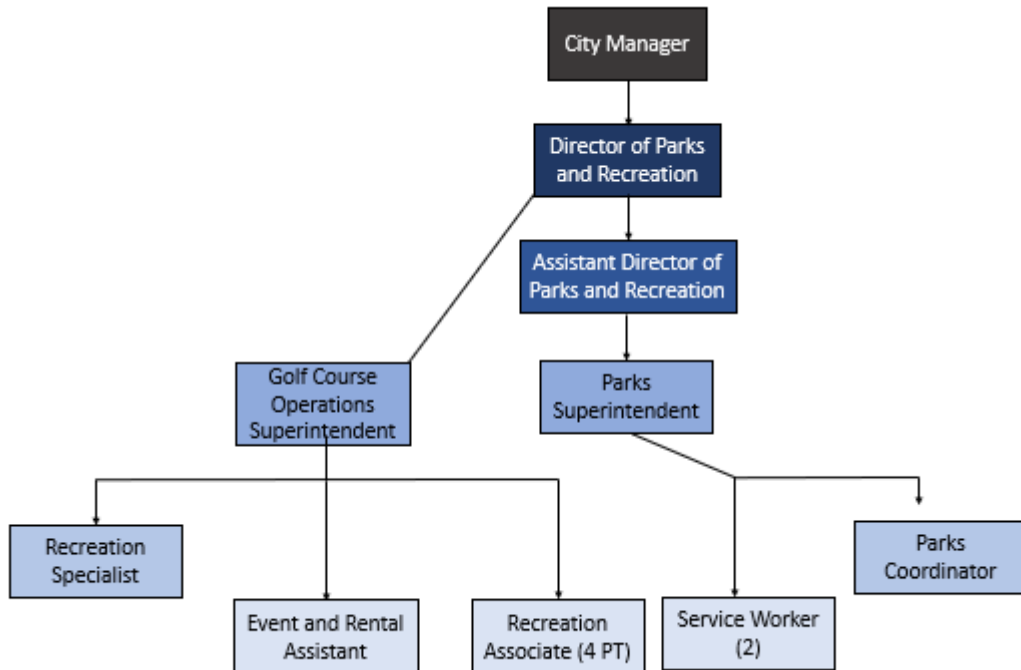 City Manager
Director of Parks
and Recreation
Assistant Director of
Parks and Recreation
Golf Course
Operations
Superintendent
Parks
Superintendent
Recreation
Specialist
Event and Rental
Assistant
Recreation
Associate (4 PT)
Service Worker
(2)
Parks
Coordinator